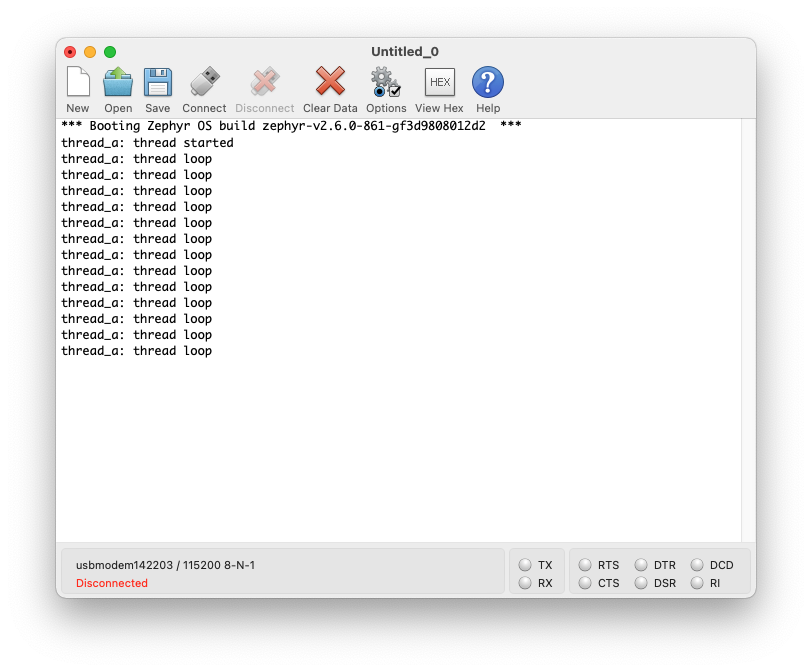 Untitled_0
New Open Save Connect Disconnect Clear Data Options HEX View Hex Help
*** Booting Zephyr OS build zephyr-v2.6.0-861-gf3d9808012d2  ***
thread_a: thread started
thread_a: thread loop
thread_a: thread loop
thread_a: thread loop
thread_a: thread loop
thread_a: thread loop
thread_a: thread loop
thread_a: thread loop
thread_a: thread loop
thread_a: thread loop
thread_a: thread loop
thread_a: thread loop
thread_a: thread loop
thread_a: thread loop
usbmodem142203 / 115200 8-N-1 TX RTS DTR DCD
Disconnected RX CTS DSR RI